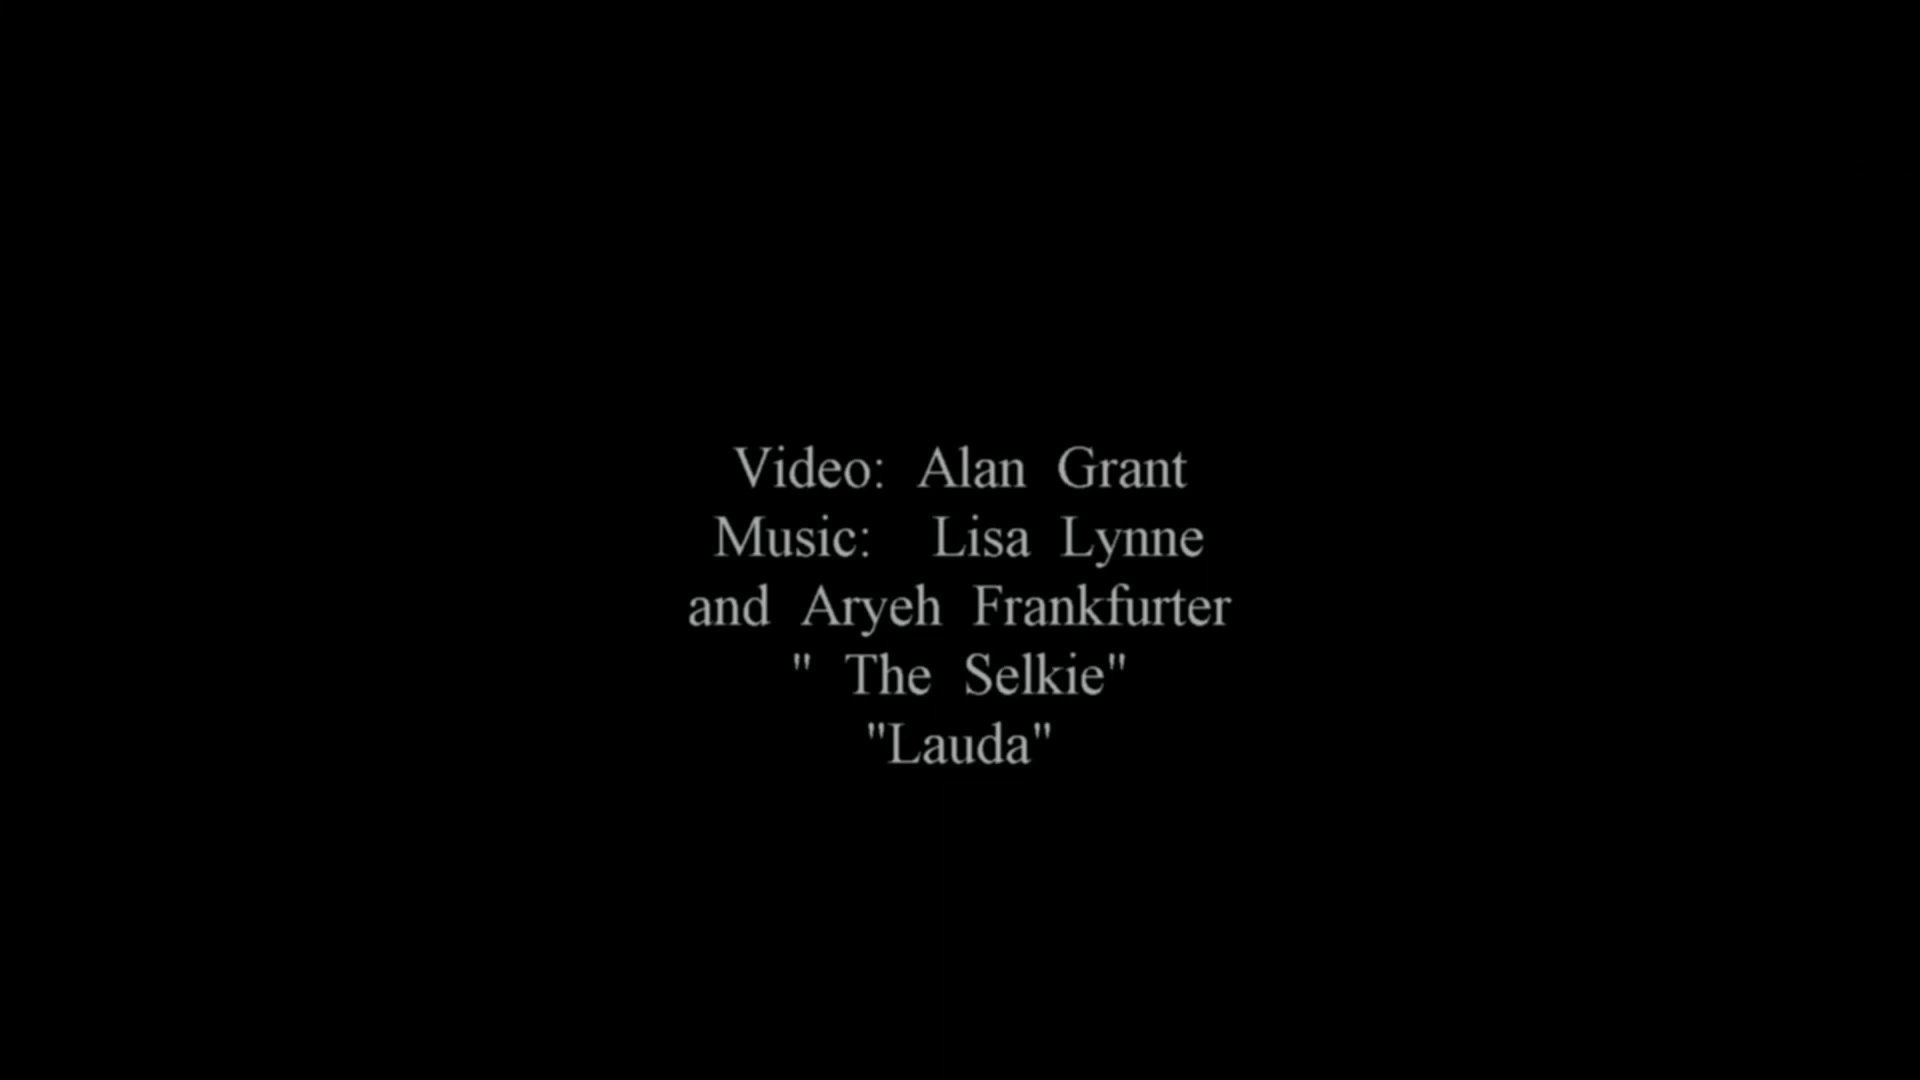 Video: Alan Grant
Music: Lisa Lynne
and Aryeh Frankfurter
" The Selkie"
"Lauda"